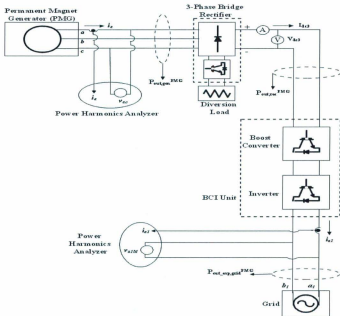 Permanent Magnet
Generator (PMG)
a
b
c
3-Phase Bridge
Rectifier
+
-
A
V
Diversion
Load
Power Harmonics Analyzer
Boost
Converter
BCI Unit
Inverter
Power
Harmonics
Analyzer
Grid